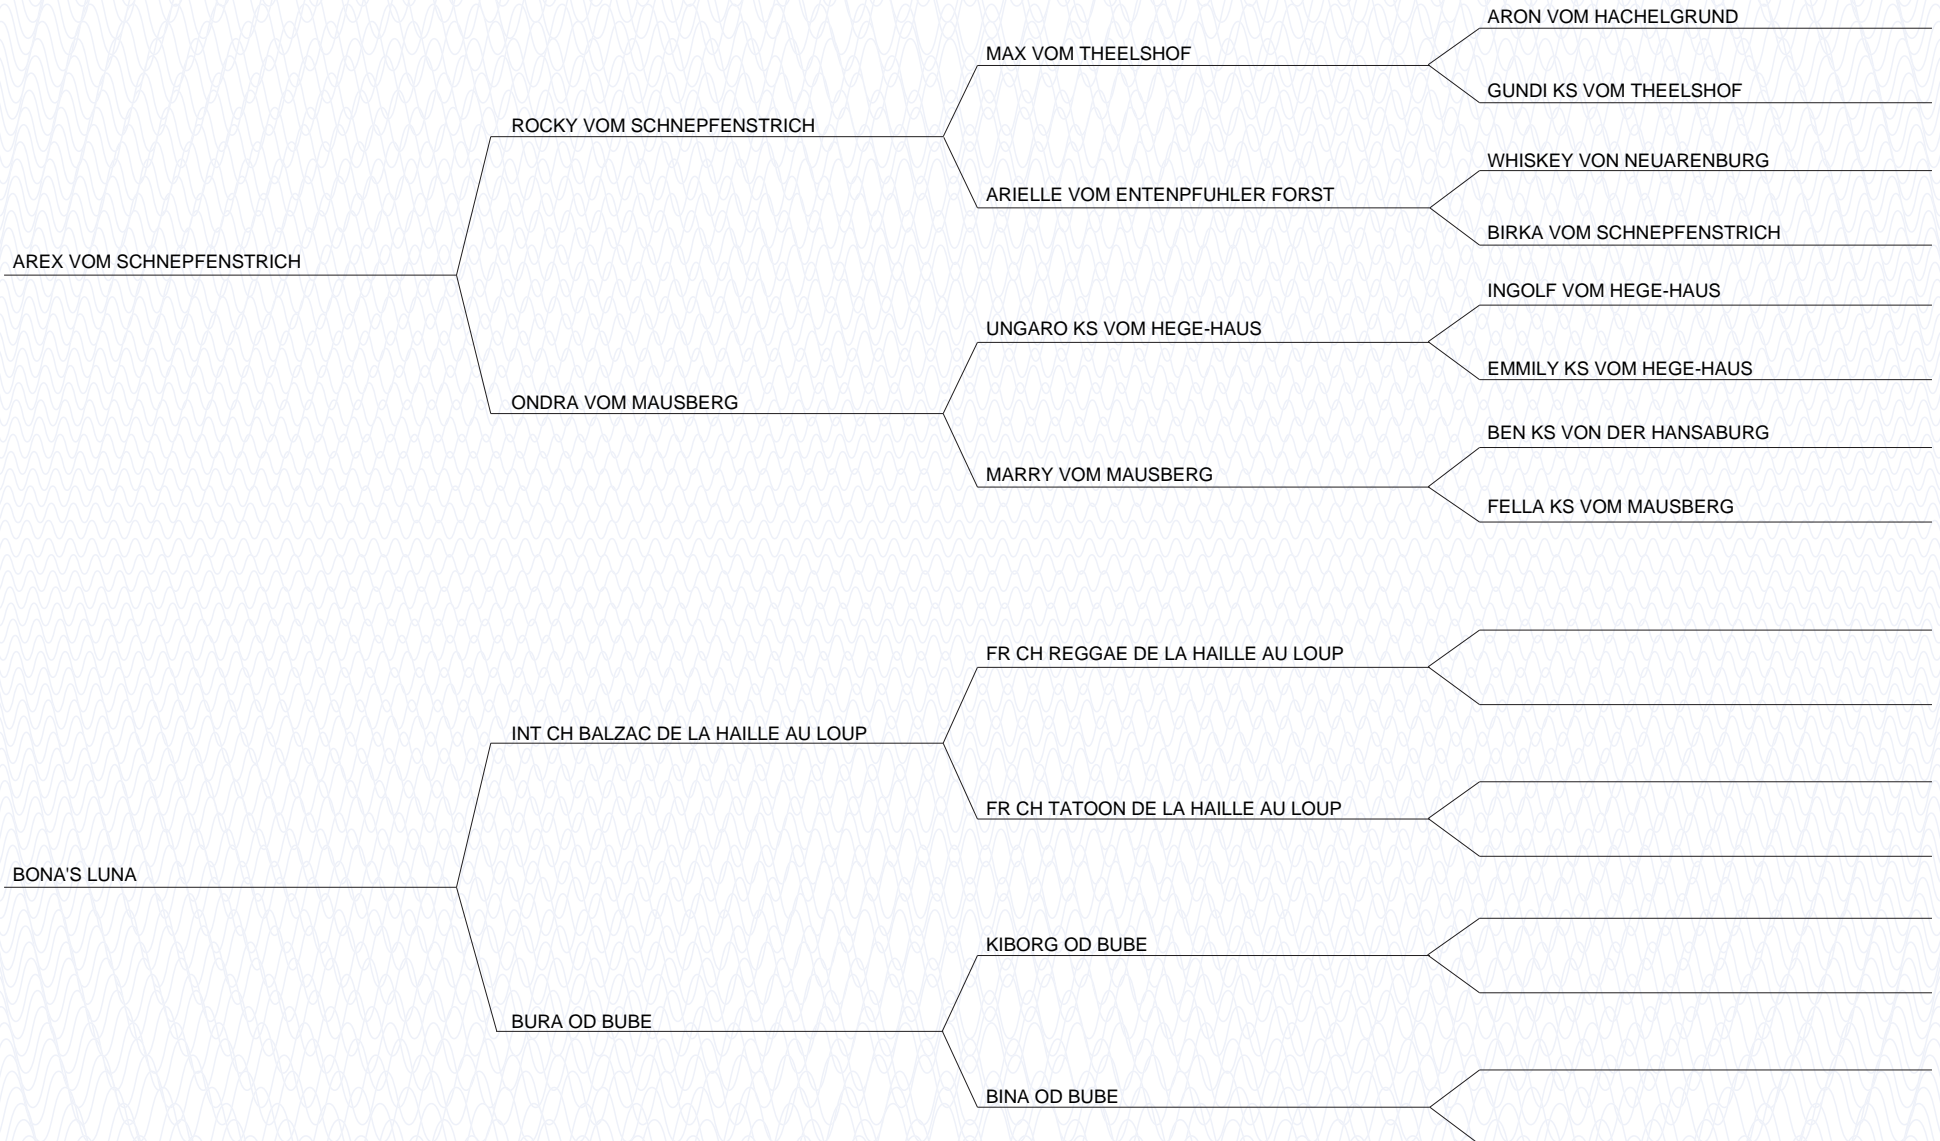 ARON VOM HACHELGRUND
MAX VOM THEELSHOF
GUNDI KS VOM THEELSHOF
ROCKY VOM SCHNEPFENSTRICH
WHISKEY VON NEUARENBURG
ARIELLE VOM ENTENPFUHLER FORST
BIRKA VOM SCHNEPFENSTRICH
AREX VOM SCHNEPFENSTRICH
INGOLF VOM HEGE-HAUS
UNGARO KS VOM HEGE-HAUS
EMMILY KS VOM HEGE-HAUS
ONDRA VOM MAUSBERG
BEN KS VON DER HANSABURG
MARRY VOM MAUSBERG
FELLA KS VOM MAUSBERG
FR CH REGGAE DE LA HAILLE AU LOUP
INT CH BALZAC DE LA HAILLE AU LOUP
FR CH TATOON DE LA HAILLE AU LOUP
BONA'S LUNA
KIBORG OD BUBE
BURA OD BUBE
BINA OD BUBE